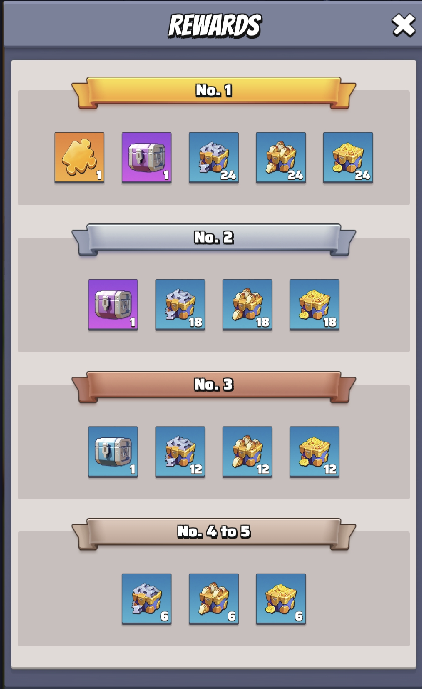 REWARDS
No. 1
1 1 24 24 24
No. 2
1 18 18 18
No. 3
1 12 12 12
No. 4 to 5
6 6 6